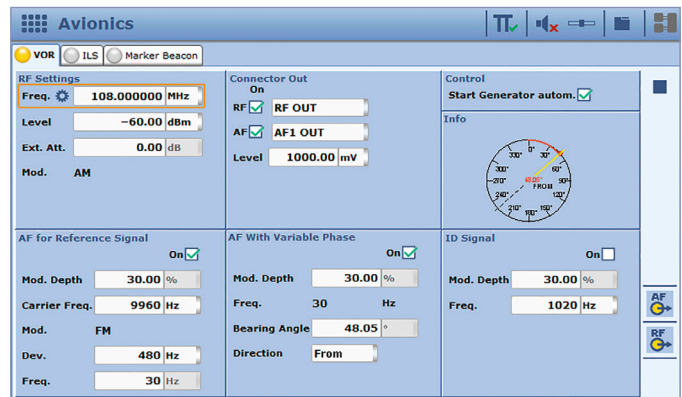 Avionics
VOR ILS Marker Beacon
RF Settings
Freq. 108.000000 MHz
Level -60.00 dBm
Ext. Att. 0.00 dB
Mod. AM
Connector Out
On
RF RF OUT
AF AF1 OUT
Level 1000.00 mV
Control
Start Generator autom.
Info
330° 0° 30°
300° 60°
270° 48.05° 90°
FROM
240° 120°
210° 180° 150°
AF for Reference Signal
On
Mod. Depth 30.00 %
Carrier Freq. 9960 Hz
Mod. FM
Dev. 480 Hz
Freq. 30 Hz
AF With Variable Phase
On
Mod. Depth 30.00 %
Freq. 30 Hz
Bearing Angle 48.05 °
Direction From
ID Signal
On
Mod. Depth 30.00 %
Freq. 1020 Hz
AF
RF